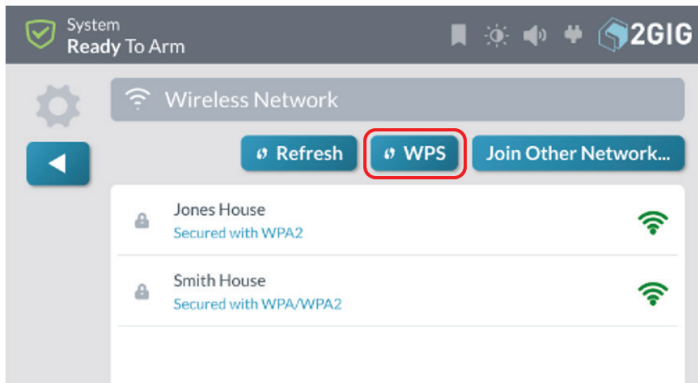 System
Ready To Arm
2GIG
Wireless Network
Refresh WPS Join Other Network...
Jones House
Secured with WPA2
Smith House
Secured with WPA/WPA2